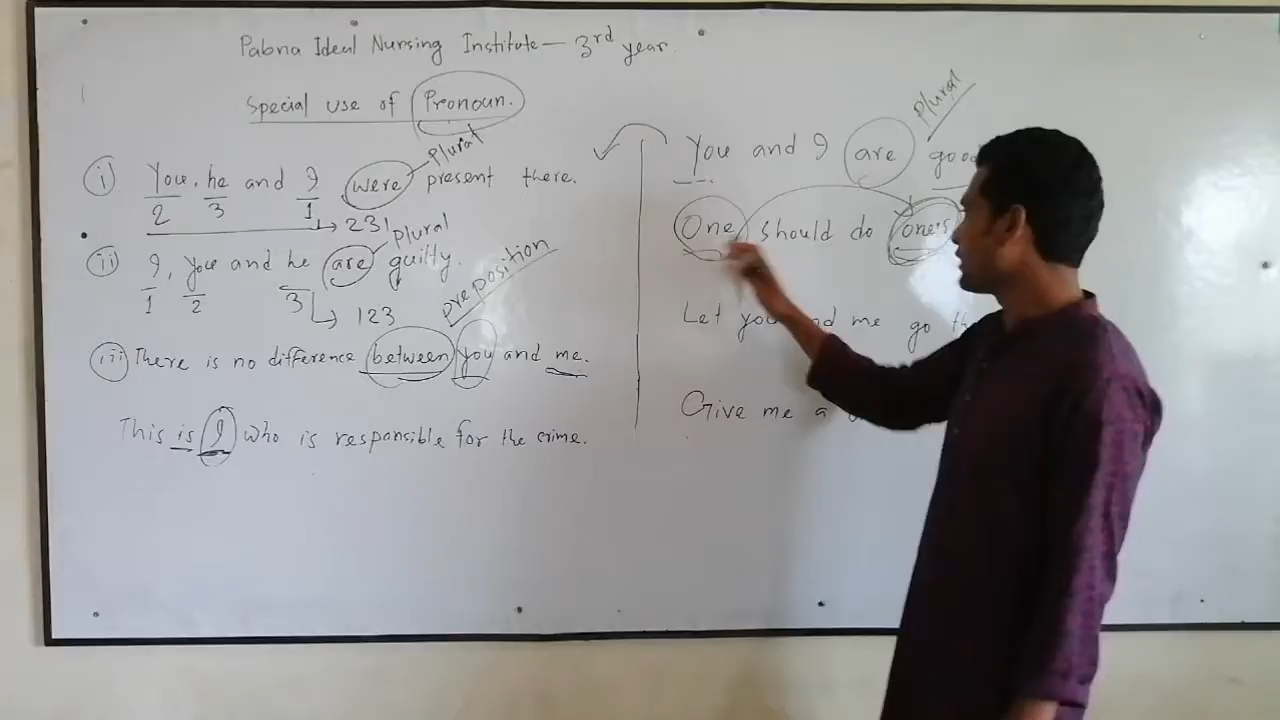 Pabna Ideal Nursing Institute — 3rd year
Special use of Pronoun.
Plural
i) You, he and I were present there.
2 3 1
→ 231
Plural
ii) I, you and he are guilty.
1 2 3
→ 123
preposition
iii) There is no difference between you and me.
This is I who is responsible for the crime.
Plural
You and I are good
One should do one's
Let you and me go
Give me a